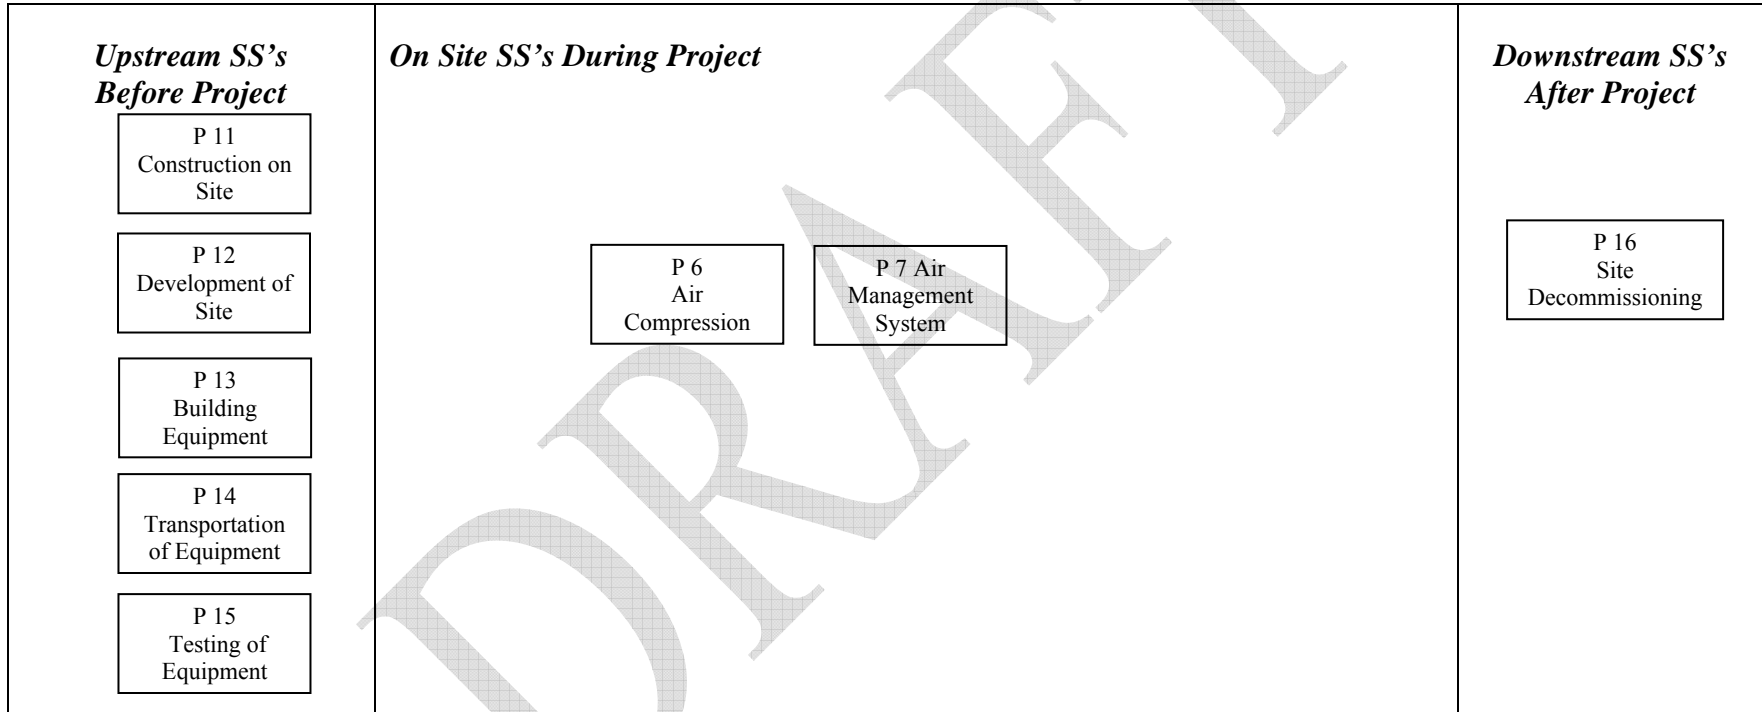 Upstream SS’s
Before Project
P 11
Construction on
Site
P 12
Development of
Site
P 13
Building
Equipment
P 14
Transportation
of Equipment
P 15
Testing of
Equipment
On Site SS’s During Project
P 6
Air
Compression
P 7 Air
Management
System
Downstream SS’s
After Project
P 16
Site
Decommissioning
DRAFT